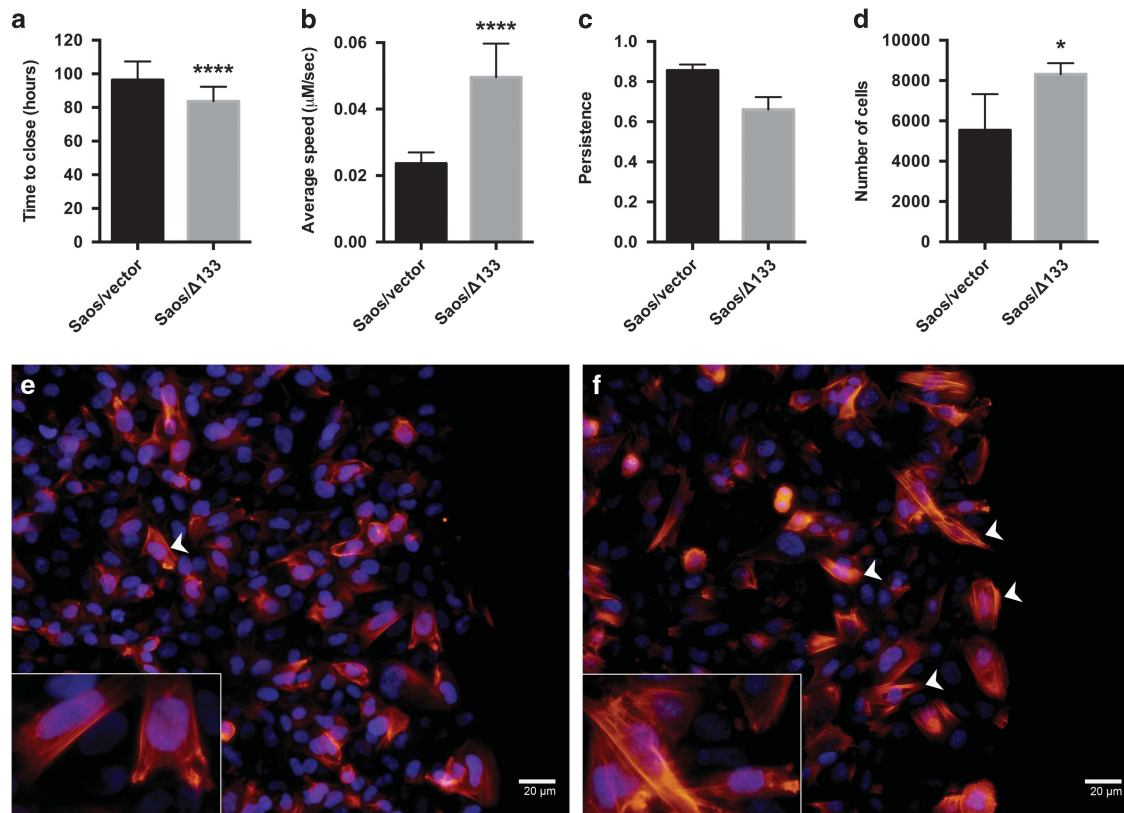 a
Time to close (hours)
120
100
80
60
40
20
0
****
Saos/vector
Saos/Δ133
b
Average speed (μM/sec)
0.06
0.04
0.02
0.00
****
Saos/vector
Saos/Δ133
c
Persistence
1.0
0.8
0.6
0.4
0.2
0.0
Saos/vector
Saos/Δ133
d
Number of cells
10000
8000
6000
4000
2000
0
*
Saos/vector
Saos/Δ133
e
20 μm
f
20 μm